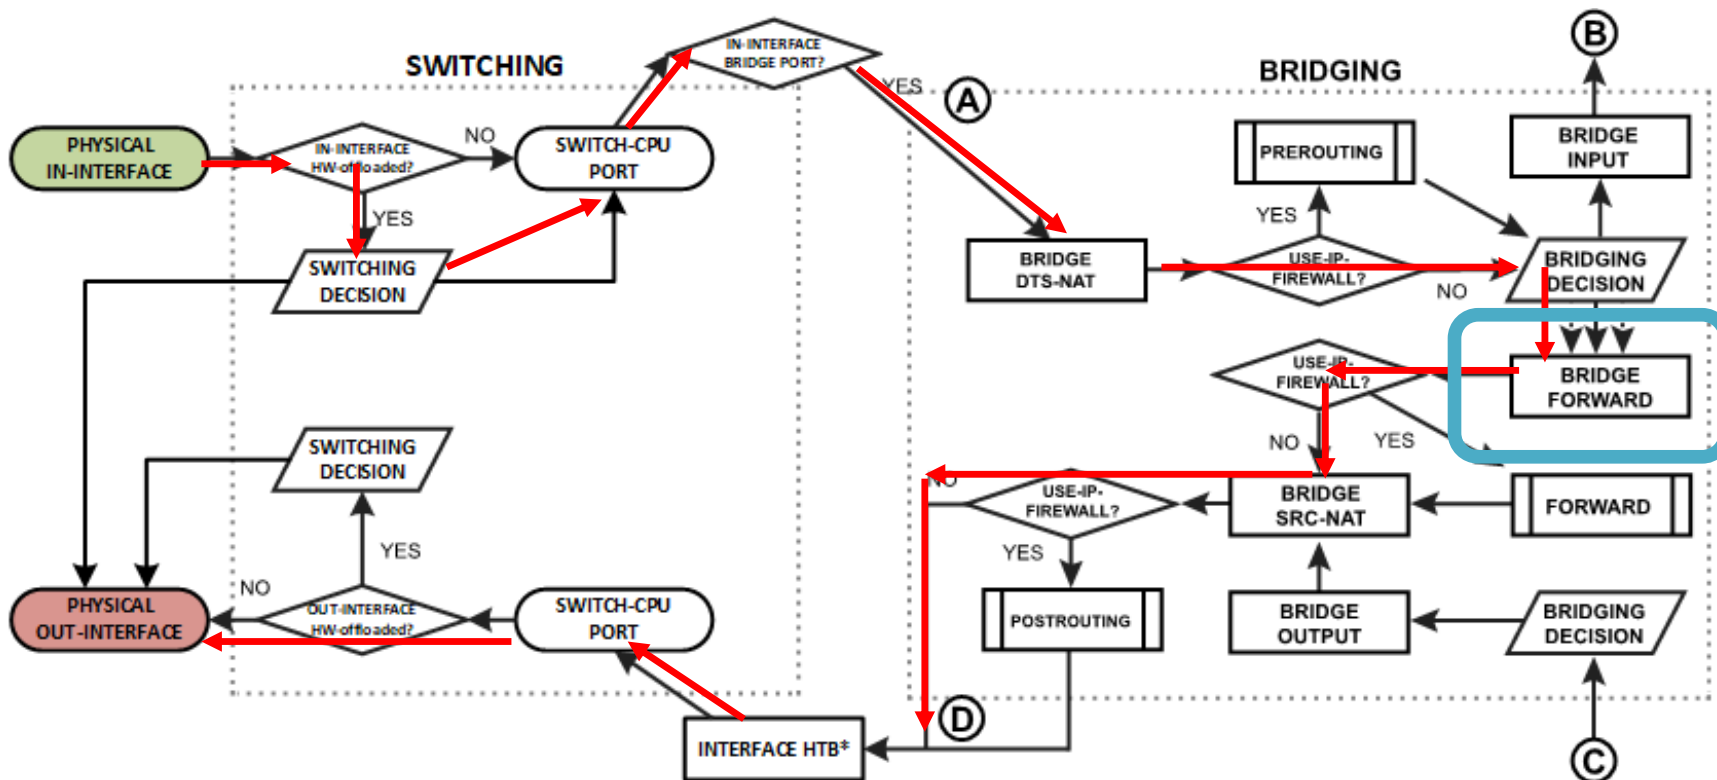 SWITCHING
IN-INTERFACE
BRIDGE PORT?
YES
A
BRIDGING
B
PHYSICAL
IN-INTERFACE
IN-INTERFACE
HW-offloaded?
NO
YES
SWITCH-CPU
PORT
SWITCHING
DECISION
PREROUTING
BRIDGE
INPUT
YES
BRIDGE
DTS-NAT
USE-IP-
FIREWALL?
NO
BRIDGING
DECISION
USE-IP-
FIREWALL?
BRIDGE
FORWARD
NO
YES
SWITCHING
DECISION
NO
USE-IP-
FIREWALL?
BRIDGE
SRC-NAT
FORWARD
YES
YES
NO
PHYSICAL
OUT-INTERFACE
OUT-INTERFACE
HW-offloaded?
SWITCH-CPU
PORT
POSTROUTING
BRIDGE
OUTPUT
BRIDGING
DECISION
D
INTERFACE HTB*
C